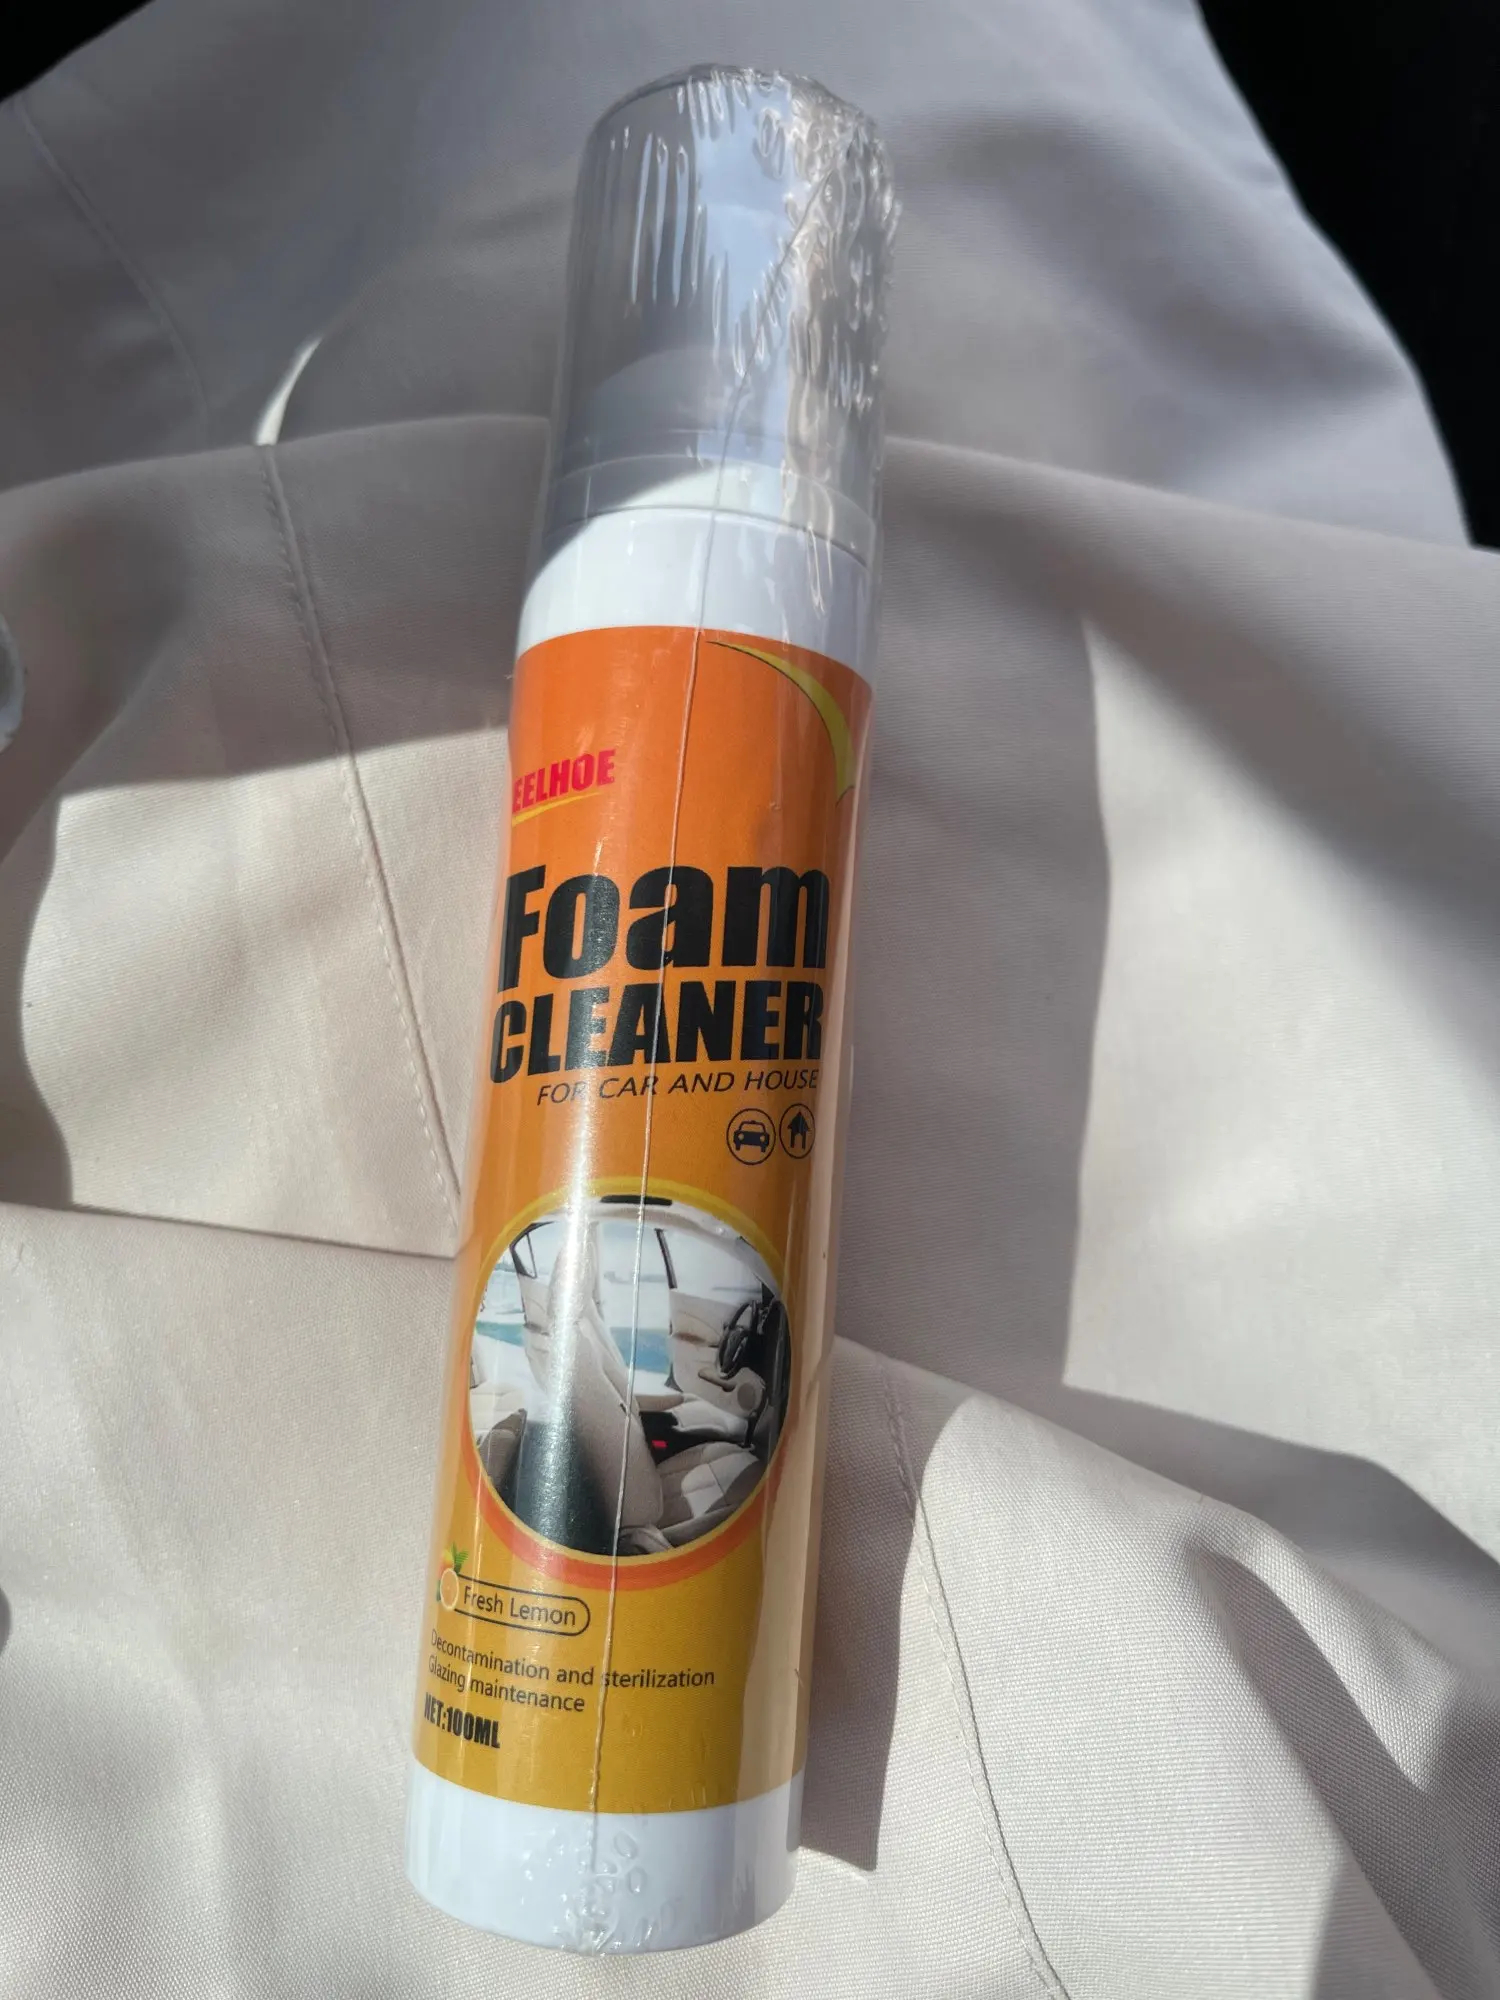 EELHOE
Foam
CLEANER
FOR CAR AND HOUSE
Fresh Lemon
Decontamination and sterilization
Glazing maintenance
NET:100ML